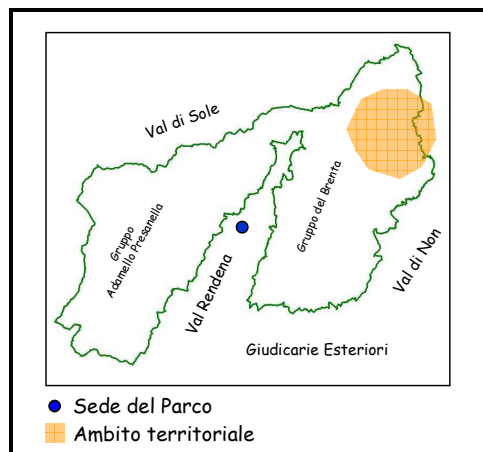 Val di Sole
Gruppo del Brenta
Gruppo
Adamello Presanella
Val Rendena
Val di Non
Giudicarie Esteriori
Sede del Parco
Ambito territoriale